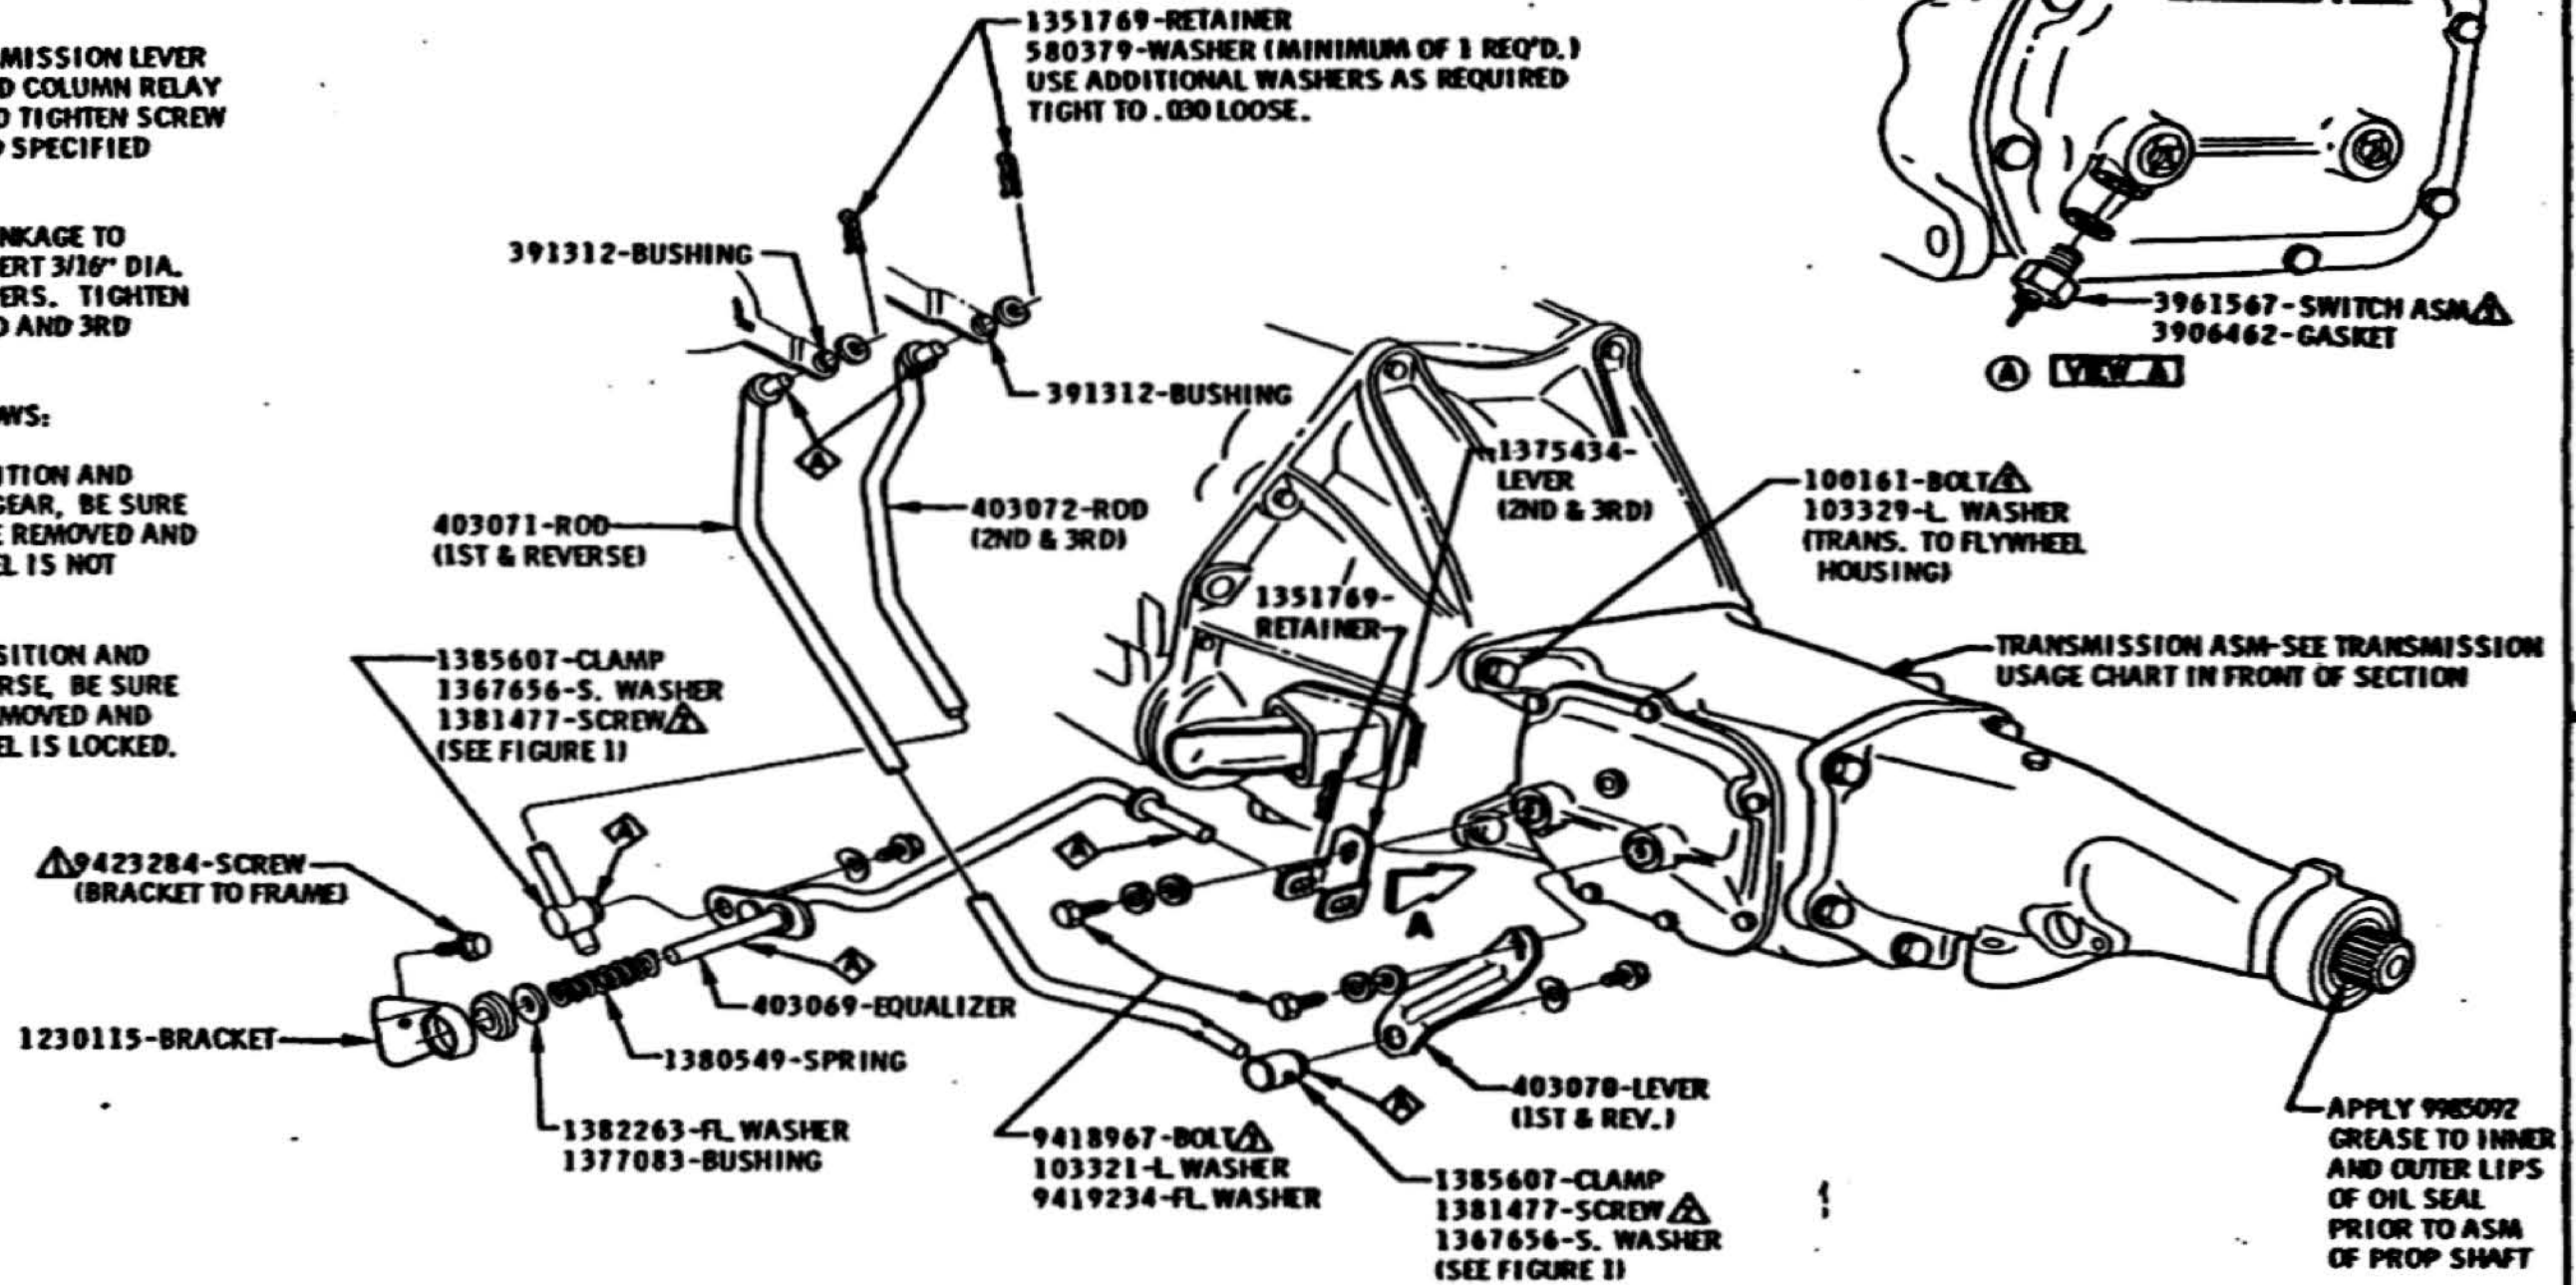 MISSION LEVER
D COLUMN RELAY
D TIGHTEN SCREW
SPECIFIED
NKAGE TO
ERT 3/16" DIA.
ERS. TIGHTEN
D AND 3RD
WS:
ITION AND
GEAR, BE SURE
E REMOVED AND
EL IS NOT
SITION AND
RSE, BE SURE
MOVED AND
EL IS LOCKED.
1351769-RETAINER
580379-WASHER (MINIMUM OF 1 REQ'D.)
USE ADDITIONAL WASHERS AS REQUIRED
TIGHT TO .030 LOOSE.
391312-BUSHING
391312-BUSHING
3961567-SWITCH ASM
3906462-GASKET
A VIEW A
A
403071-ROD
(1ST & REVERSE)
403072-ROD
(2ND & 3RD)
1375434-
LEVER
(2ND & 3RD)
100161-BOLT
103329-L. WASHER
(TRANS. TO FLYWHEEL
HOUSING)
1351769-
RETAINER
TRANSMISSION ASM-SEE TRANSMISSION
USAGE CHART IN FRONT OF SECTION
1385607-CLAMP
1367656-S. WASHER
1381477-SCREW 2
(SEE FIGURE 1)
A
A
1 9423284-SCREW
(BRACKET TO FRAME)
A
A
403069-EQUALIZER
1230115-BRACKET
1380549-SPRING
1382263-FL. WASHER
1377083-BUSHING
9418967-BOLT
103321-L. WASHER
9419234-FL. WASHER
A
403070-LEVER
(1ST & REV.)
1385607-CLAMP
1381477-SCREW 2
1367656-S. WASHER
(SEE FIGURE 1)
APPLY 9985092
GREASE TO INNER
AND OUTER LIPS
OF OIL SEAL
PRIOR TO ASM
OF PROP SHAFT